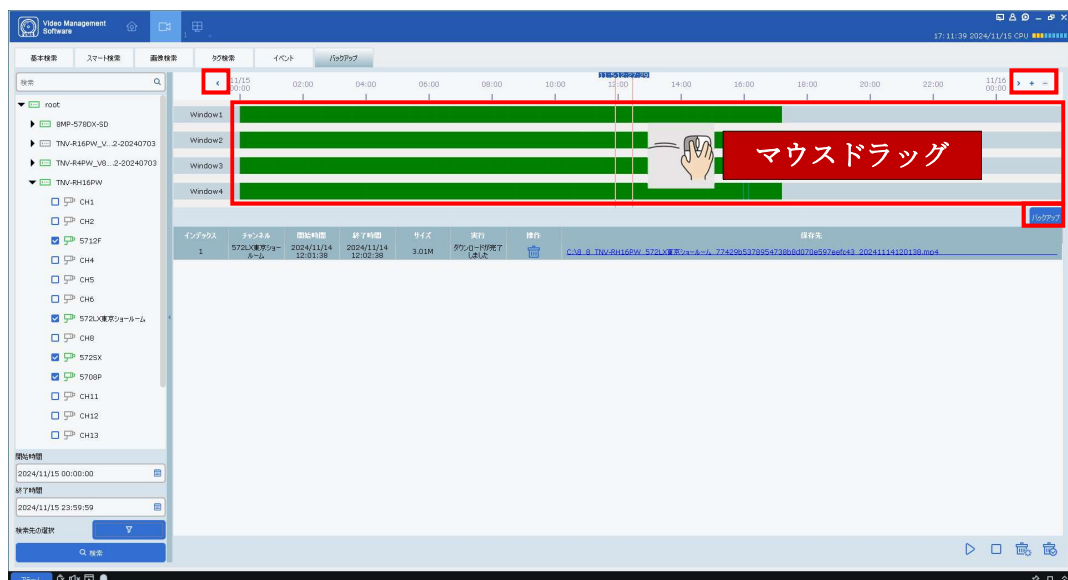 Video Management
Software
17:11:39 2024/11/15 CPU
基本検索 スマート検索 画像検索 タグ検索 イベント バックアップ
検索
11/15
00:00
02:00
04:00
06:00
08:00
10:00
12:00
14:00
16:00
18:00
20:00
22:00
11/16
00:00
root
8MP-578DX-SD
TNV-R16PW_V...2-20240703
TNV-R4PW_V8...2-20240703
TNV-RH16PW
CH1
CH2
5712F
CH4
CH5
CH6
572LX東京ショールーム
CH8
572SX
5708P
CH11
CH12
CH13
Window1
Window2
Window3
Window4
マウスドラッグ
バックアップ
インデックス チャンネル 開始時間 終了時間 サイズ 実行 操作 保存先
1 572LX東京ショールーム 2024/11/14 12:01:38 2024/11/14 12:02:38 3.01M ダウンロードが完了しました
開始時間
2024/11/15 00:00:00
終了時間
2024/11/15 23:59:59
検索先の選択
検索